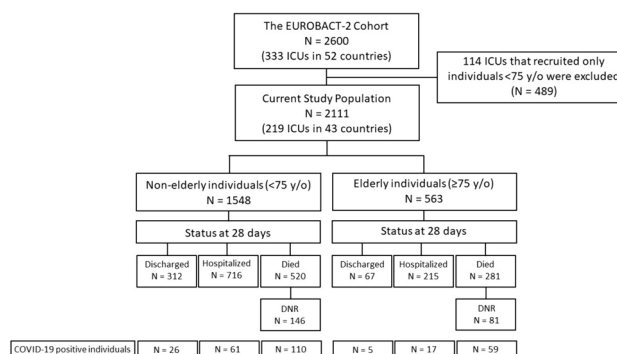 The EUROBACT-2 Cohort
N = 2600
(333 ICUs in 52 countries)
114 ICUs that recruited only
individuals <75 y/o were excluded
(N = 489)
Current Study Population
N = 2111
(219 ICUs in 43 countries)
Non-elderly individuals (<75 y/o)
N = 1548
Elderly individuals (≥75 y/o)
N = 563
Status at 28 days
Status at 28 days
Discharged
N = 312
Hospitalized
N = 716
Died
N = 520
Discharged
N = 67
Hospitalized
N = 215
Died
N = 281
DNR
N = 146
DNR
N = 81
COVID-19 positive individuals
N = 26
N = 61
N = 110
N = 5
N = 17
N = 59